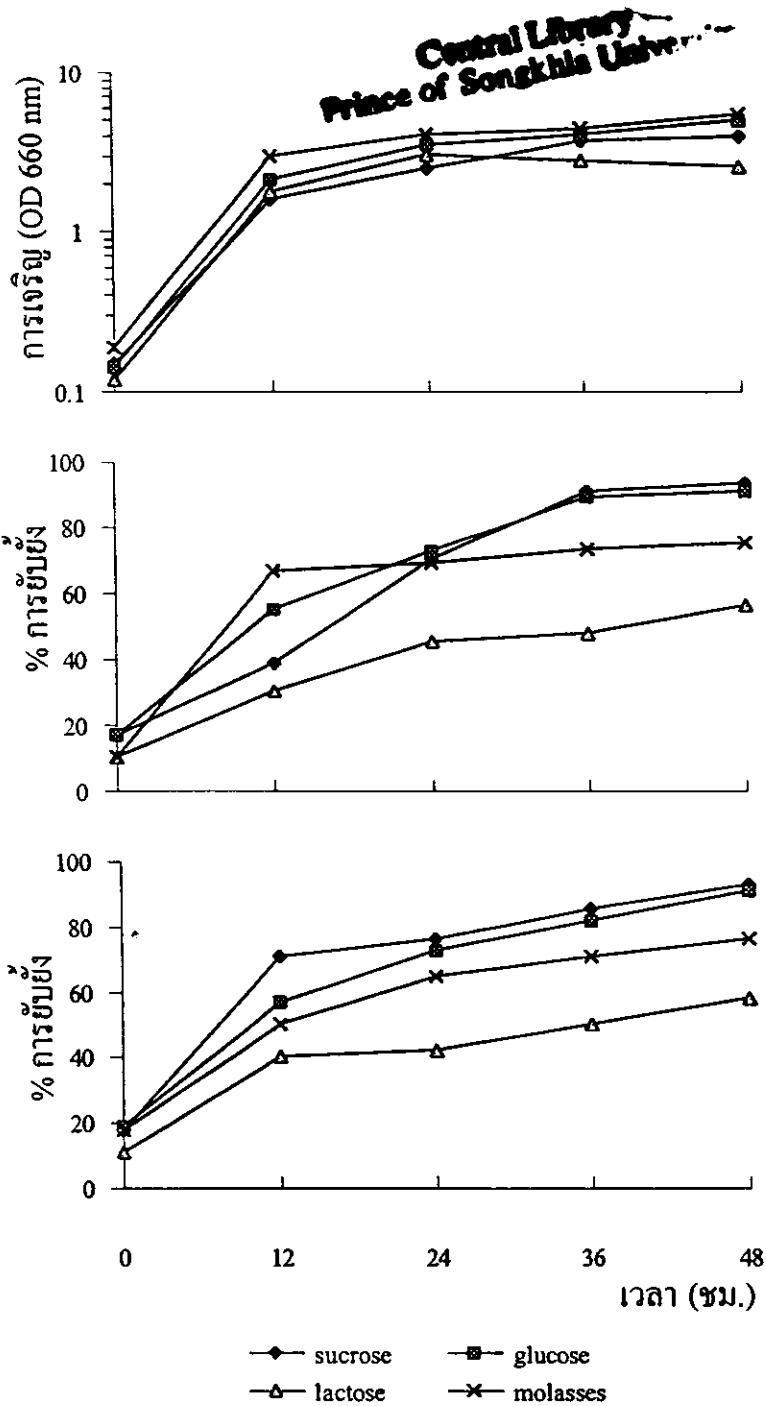 Central Library
Prince of Songkhla
10
1
0.1
การเจริญ (OD 660 nm)
100
80
60
40
20
0
% การยับยั้ง
100
80
60
40
20
0
% การยับยั้ง
0 12 24 36 48
เวลา (ชม.)
sucrose glucose
lactose molasses